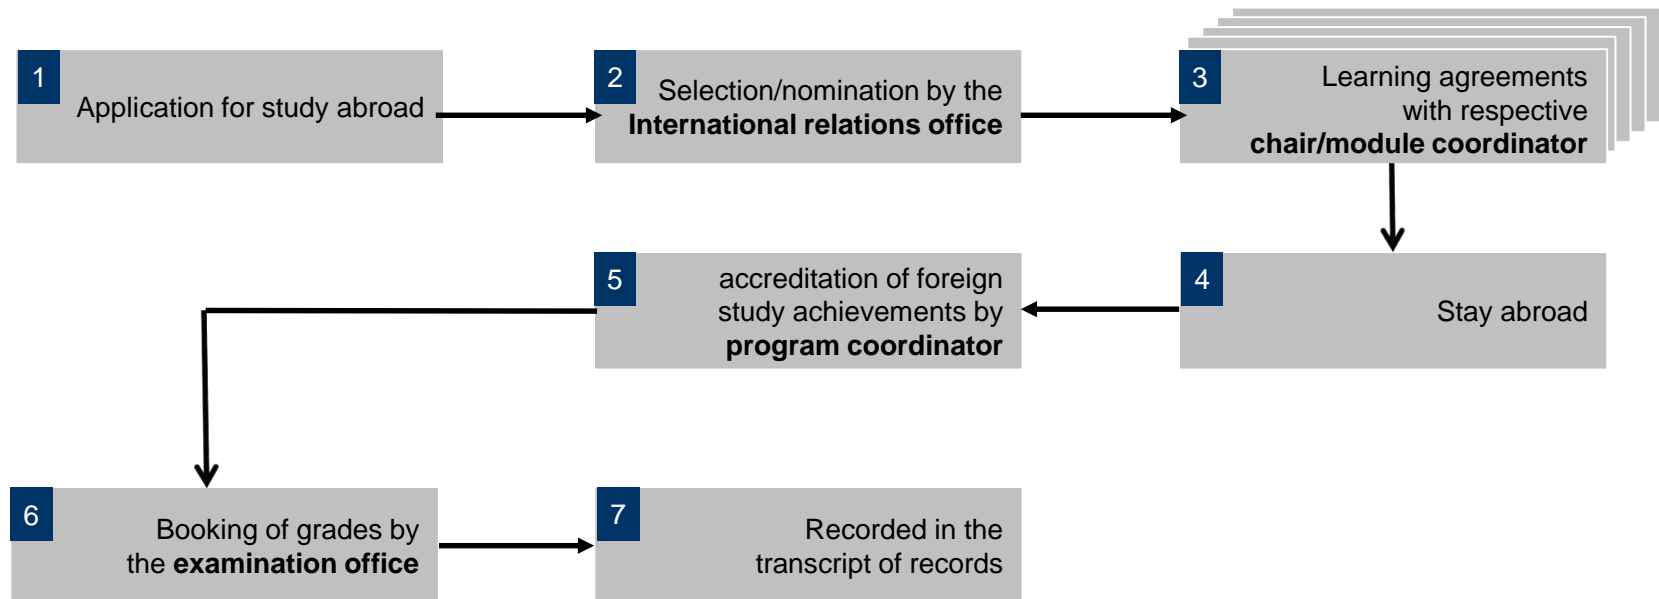 1
Application for study abroad
2
Selection/nomination by the
International relations office
3
Learning agreements
with respective
chair/module coordinator
4
Stay abroad
5
accreditation of foreign
study achievements by
program coordinator
6
Booking of grades by
the examination office
7
Recorded in the
transcript of records